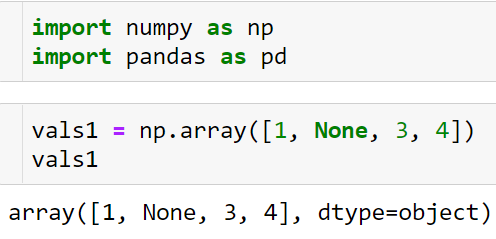 import numpy as np
import pandas as pd
vals1 = np.array([1, None, 3, 4])
vals1
array([1, None, 3, 4], dtype=object)